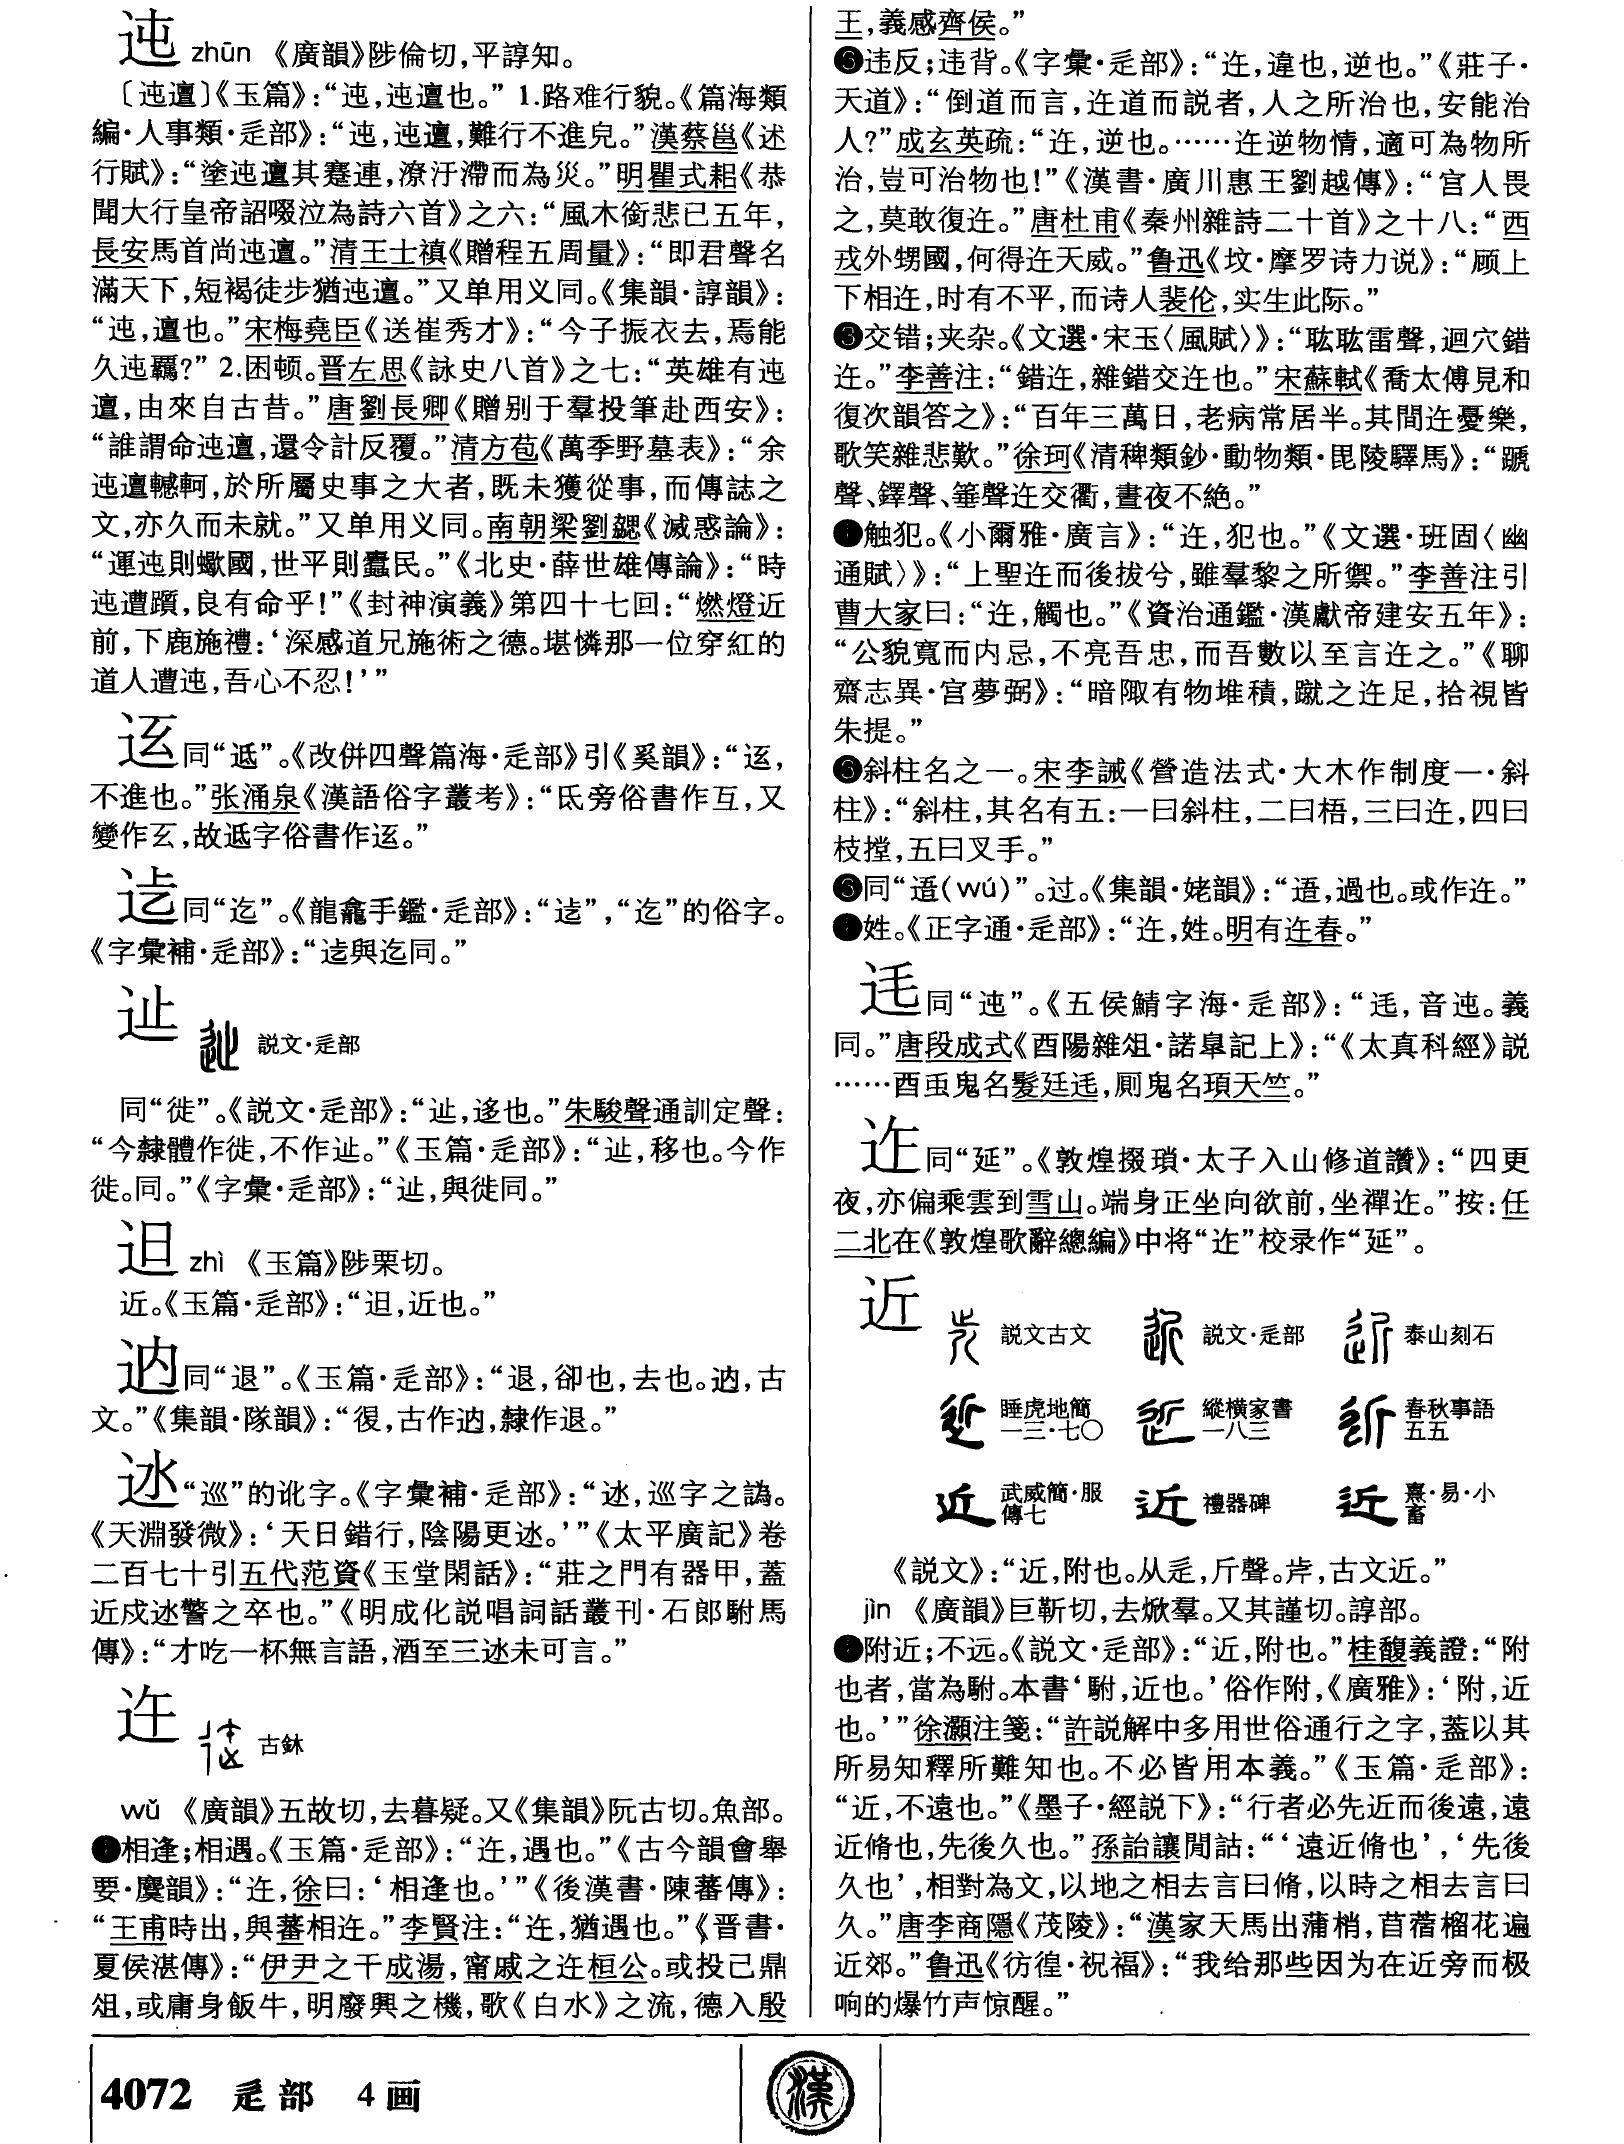 迍 zhūn 《廣韻》陟倫切,平諄知。
〔迍邅〕《玉篇》:“迍,迍邅也。” 1.路难行貌。《篇海類
編·人事類·辵部》:“迍,迍邅,難行不進皃。”漢蔡邕《述
行賦》:“塗迍邅其蹇連,潦汙滯而為災。”明瞿式耜《恭
聞大行皇帝詔啜泣為詩六首》之六:“風木銜悲已五年,
長安馬首尚迍邅。”清王士禛《贈程五周量》:“即君聲名
滿天下,短褐徒步猶迍邅。”又单用义同。《集韻·諄韻》:
“迍,邅也。”宋梅堯臣《送崔秀才》:“今子振衣去,焉能
久迍羈?” 2.困顿。晋左思《詠史八首》之七:“英雄有迍
邅,由來自古昔。”唐劉長卿《贈别于羣投筆赴西安》:
“誰謂命迍邅,還令計反覆。”清方苞《萬季野墓表》:“余
迍邅轗軻,於所屬史事之大者,既未獲從事,而傳誌之
文,亦久而未就。”又单用义同。南朝梁劉勰《滅惑論》:
“運迍則蠍國,世平則蠹民。”《北史·薛世雄傳論》:“時
迍遭躓,良有命乎!”《封神演義》第四十七回:“燃燈近
前,下鹿施禮:‘深感道兄施術之德。堪憐那一位穿紅的
道人遭迍,吾心不忍!’”
同“𨑩”。《改併四聲篇海·辵部》引《奚韻》:“
不進也。”张涌泉《漢語俗字叢考》:“氐旁俗書作互,又
變作𠄏,故字俗書作。”
同“迄”。《龍龕手鑑·辵部》:“”,“迄”的俗字。
《字彙補·辵部》:“與迄同。”
𨑭 説文·辵部
同“徙”。《説文·辵部》:“𨑭,迻也。”朱駿聲通訓定聲:
“今隸體作徙,不作𨑭。”《玉篇·辵部》:“𨑭,移也。今作
徙。同。”《字彙·辵部》:“𨑭,與徙同。”
迌 zhì 《玉篇》陟栗切。
近。《玉篇·辵部》:“迌,近也。”
迡同“退”。《玉篇·辵部》:“退,卻也,去也。,古
文。”《集韻·隊韻》:“復,古作,隸作退。”
“巡”的讹字。《字彙補·辵部》:“,巡字之譌。
《天淵發微》:‘天日錯行,陰陽更。’”《太平廣記》卷
二百七十引五代范資《玉堂閑話》:“莊之門有器甲,蓋
近戍警之卒也。”《明成化説唱詞話叢刊·石郎駙馬
傳》:“才吃一杯無言語,酒至三未可言。”
迕 古鉢
wǔ 《廣韻》五故切,去暮疑。又《集韻》阮古切。魚部。
❶相逢;相遇。《玉篇·辵部》:“迕,遇也。”《古今韻會舉
要·麌韻》:“迕,徐曰:‘相逢也。’”《後漢書·陳蕃傳》:
“王甫時出,與蕃相迕。”李賢注:“迕,猶遇也。”《晋書·
夏侯湛傳》:“伊尹之干成湯,甯戚之迕桓公。或投己鼎
俎,或庸身飯牛,明廢興之機,歌《白水》之流,德入殷
王,義感齊侯。”
❷违反;违背。《字彙·辵部》:“迕,違也,逆也。”《莊子·
天道》:“倒道而言,迕道而説者,人之所治也,安能治
人?”成玄英疏:“迕,逆也。……迕逆物情,適可為物所
治,豈可治物也!”《漢書·廣川惠王劉越傳》:“宫人畏
之,莫敢復迕。”唐杜甫《秦州雜詩二十首》之十八:“西
戎外甥國,何得迕天威。”鲁迅《坟·摩罗诗力说》:“顾上
下相迕,时有不平,而诗人裴伦,实生此际。”
❸交错;夹杂。《文選·宋玉〈風賦〉》:“耾耾雷聲,迴穴錯
迕。”李善注:“錯迕,雜錯交迕也。”宋蘇軾《喬太傅見和
復次韻答之》:“百年三萬日,老病常居半。其間迕憂樂,
歌笑雜悲歎。”徐珂《清稗類鈔·動物類·毘陵驛馬》:“蹏
聲、鐸聲、箠聲迕交衢,晝夜不絶。”
❹触犯。《小爾雅·廣言》:“迕,犯也。”《文選·班固〈幽
通賦〉》:“上聖迕而後拔兮,雖羣黎之所禦。”李善注引
曹大家曰:“迕,觸也。”《資治通鑑·漢獻帝建安五年》:
“公貌寬而内忌,不亮吾忠,而吾數以至言迕之。”《聊
齋志異·宫夢弼》:“暗陬有物堆積,蹴之迕足,拾視皆
朱提。”
❺斜柱名之一。宋李誡《營造法式·大木作制度一·斜
柱》:“斜柱,其名有五:一曰斜柱,二曰梧,三曰迕,四曰
枝摚,五曰叉手。”
❻同“逜(wú)”。过。《集韻·姥韻》:“逜,過也。或作迕。”
❼姓。《正字通·辵部》:“迕,姓。明有迕春。”
同“迍”。《五侯鯖字海·辵部》:“,音迍。義
同。”唐段成式《酉陽雜俎·諾皐記上》:“《太真科經》説
……酉䖝鬼名髮廷,厠鬼名頊天竺。”
迮同“延”。《敦煌掇瑣·太子入山修道讚》:“四更
夜,亦偏乘雲到雪山。端身正坐向欲前,坐禪。”按:任
二北在《敦煌歌辭總編》中将“”校录作“延”。
近 説文古文 説文·辵部 泰山刻石
睡虎地簡一三·七〇 縱横家書一八三 春秋事語五五
武威簡·服傳七 禮器碑 熹·易·小畜
《説文》:“近,附也。从辵,斤聲。,古文近。”
jìn 《廣韻》巨靳切,去焮羣。又其謹切。諄部。
❶附近;不远。《説文·辵部》:“近,附也。”桂馥義證:“附
也者,當為駙。本書‘駙,近也。’俗作附,《廣雅》:‘附,近
也。’”徐灝注箋:“許説解中多用世俗通行之字,蓋以其
所易知釋所難知也。不必皆用本義。”《玉篇·辵部》:
“近,不遠也。”《墨子·經説下》:“行者必先近而後遠,遠
近脩也,先後久也。”孫詒讓閒詁:“‘遠近脩也’,‘先後
久也’,相對為文,以地之相去言曰脩,以時之相去言曰
久。”唐李商隱《茂陵》:“漢家天馬出蒲梢,苜蓿榴花遍
近郊。”鲁迅《彷徨·祝福》:“我给那些因为在近旁而极
响的爆竹声惊醒。”
4072 辵部 4画
漢